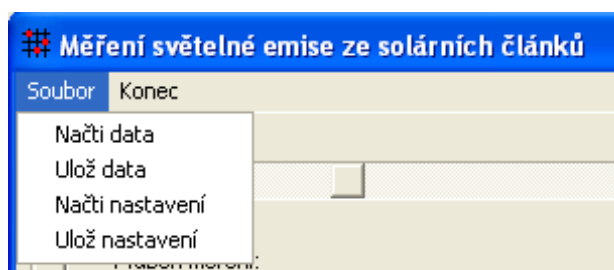 Měření světelné emise ze solárních článků
Soubor Konec
Načti data
Ulož data
Načti nastavení
Ulož nastavení